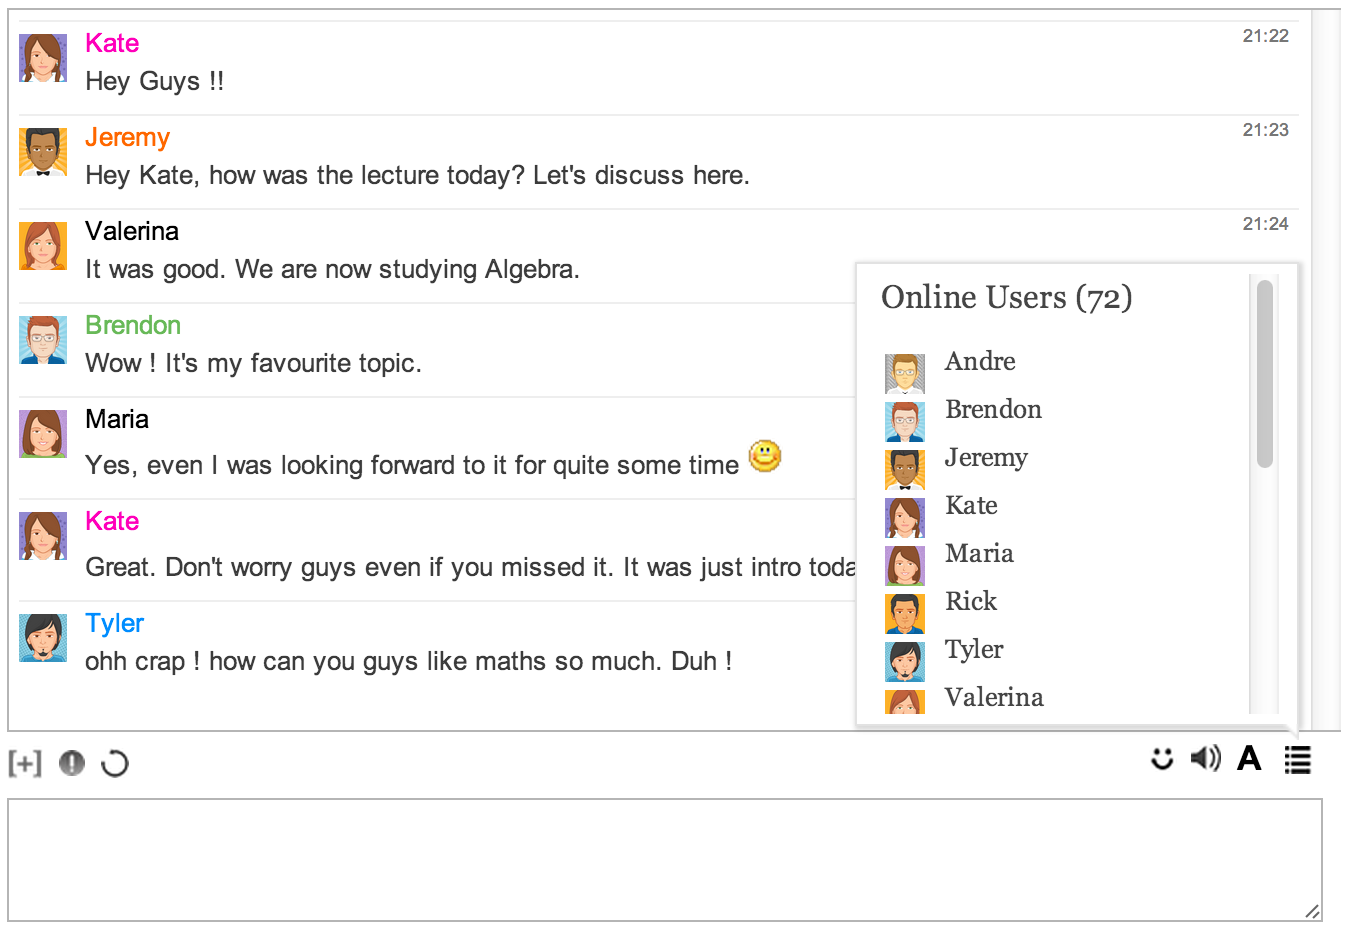 Kate 21:22
Hey Guys !!
Jeremy 21:23
Hey Kate, how was the lecture today? Let's discuss here.
Valerina 21:24
It was good. We are now studying Algebra.
Brendon
Wow ! It's my favourite topic.
Maria
Yes, even I was looking forward to it for quite some time
Kate
Great. Don't worry guys even if you missed it. It was just intro toda
Tyler
ohh crap ! how can you guys like maths so much. Duh !
Online Users (72)
Andre
Brendon
Jeremy
Kate
Maria
Rick
Tyler
Valerina
[+]
A